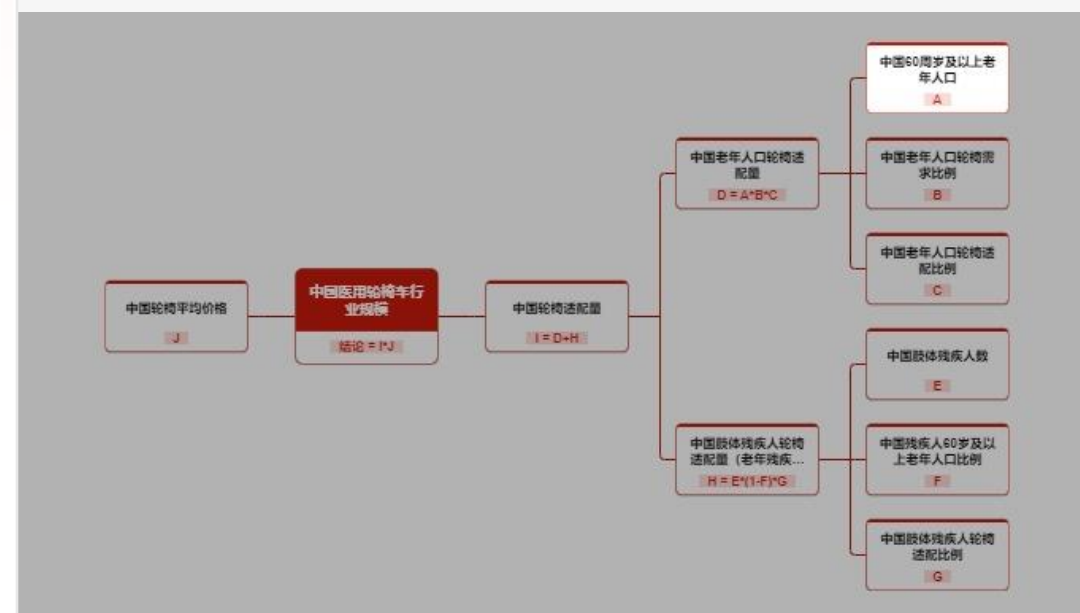 中国60周岁及以上老
年人口
A
中国老年人口轮椅适
配量
D = A*B*C
中国老年人口轮椅需
求比例
B
中国老年人口轮椅适
配比例
C
中国轮椅平均价格
J
中国医用轮椅车行
业规模
结论 = I*J
中国轮椅适配量
I = D+H
中国肢体残疾人数
E
中国肢体残疾人轮椅
适配量（老年残疾...
H = E*(1-F)*G
中国残疾人60岁及以
上老年人口比例
F
中国肢体残疾人轮椅
适配比例
G